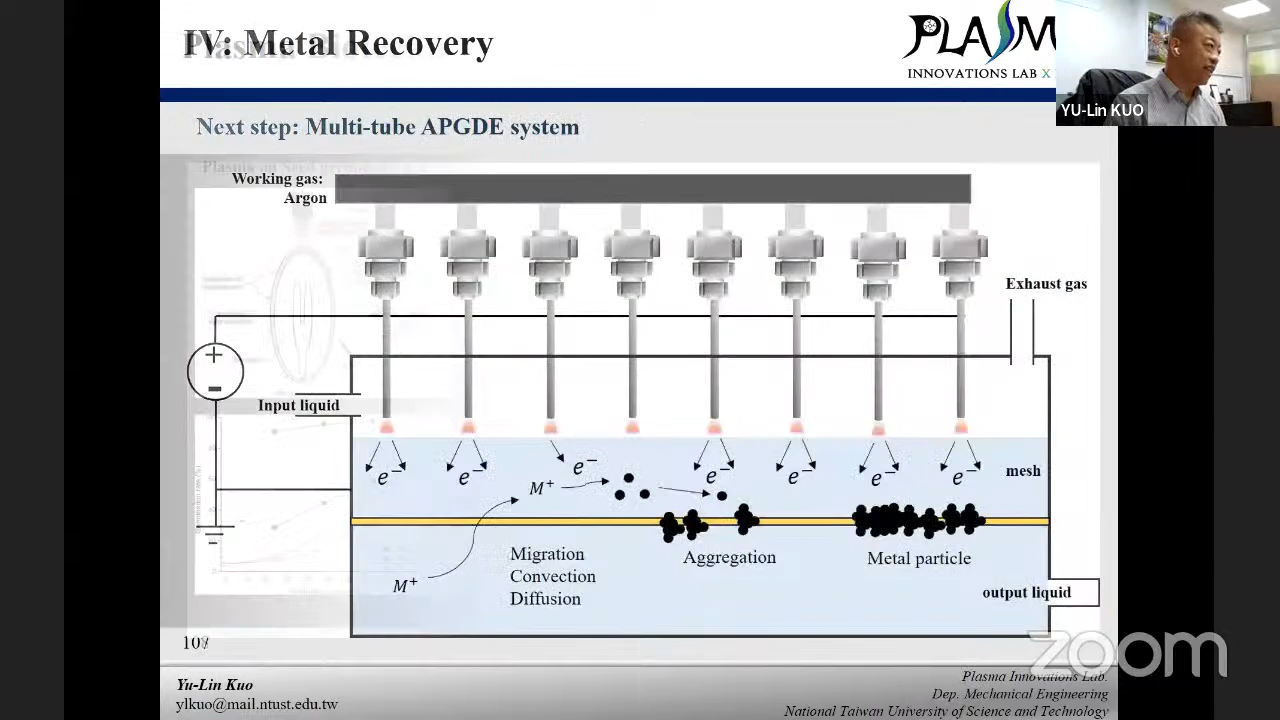 IV: Metal Recovery
PLASM
INNOVATIONS LAB X
YU-Lin KUO
Next step: Multi-tube APGDE system
Working gas:
Argon
Exhaust gas
+
-
Input liquid
e⁻
e⁻
e⁻
e⁻
e⁻
e⁻
e⁻
mesh
M⁺
Migration
Convection
Diffusion
Aggregation
Metal particle
M⁺
output liquid
zoom
Yu-Lin Kuo
ylkuo@mail.ntust.edu.tw
Plasma Innovations Lab.
Dep. Mechanical Engineering
National Taiwan University of Science and Technology